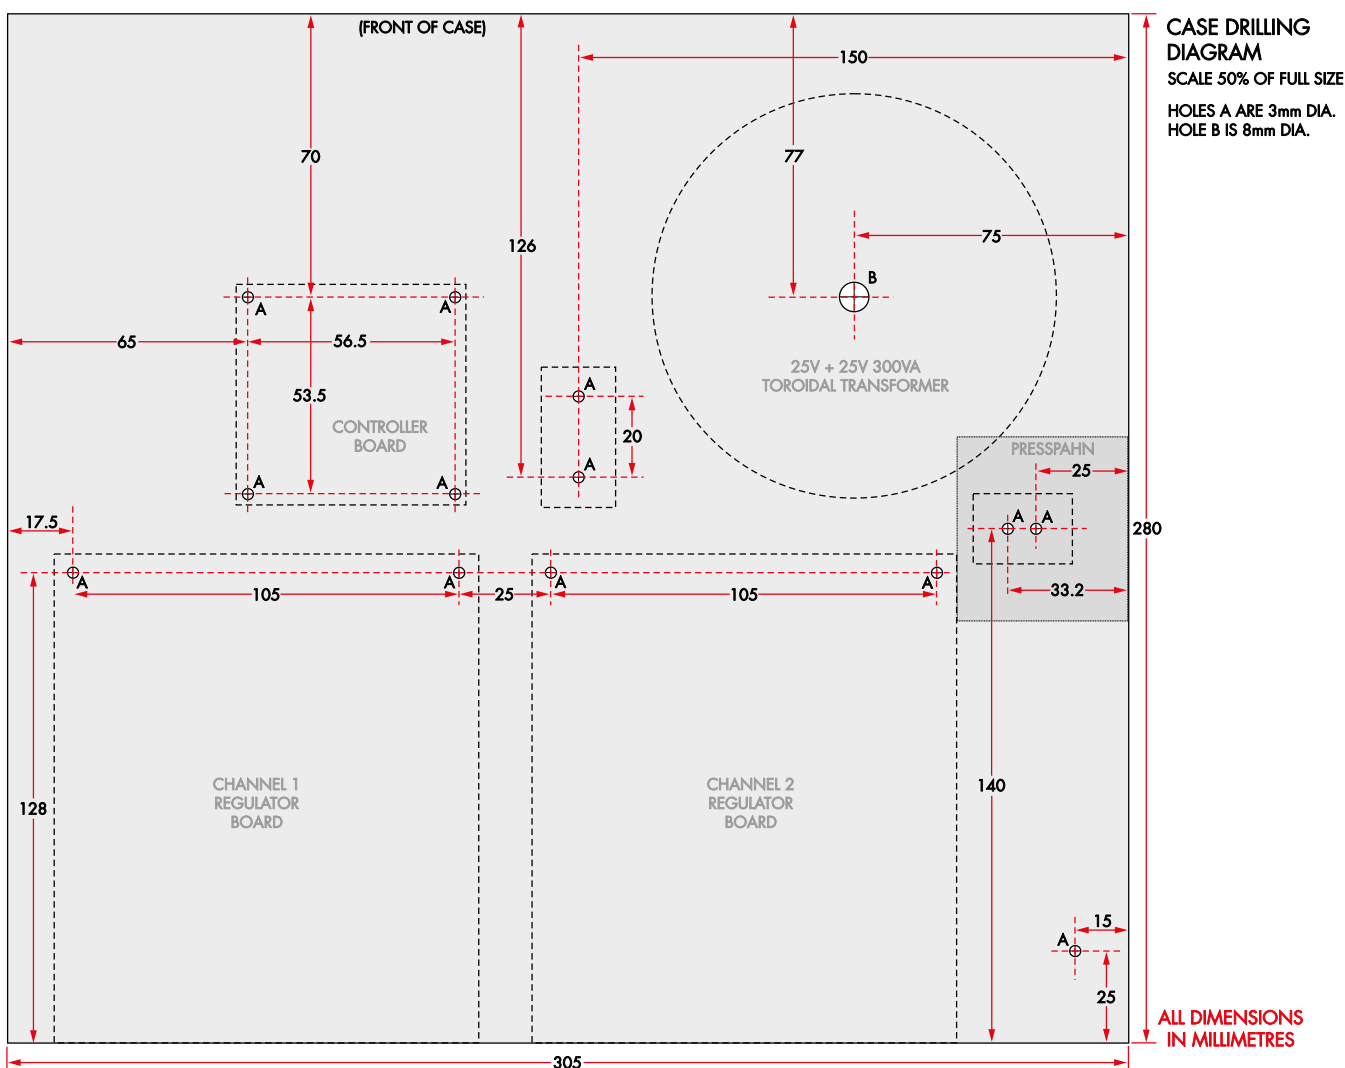 (FRONT OF CASE)
CASE DRILLING
DIAGRAM
SCALE 50% OF FULL SIZE
HOLES A ARE 3mm DIA.
HOLE B IS 8mm DIA.
150
70
77
126
75
B
A
A
65
56.5
25V + 25V 300VA
TOROIDAL TRANSFORMER
A
53.5
CONTROLLER
BOARD
20
PRESSPAHN
A
25
A
A
17.5
A
A
280
A
A
A
A
105
25
105
33.2
CHANNEL 1
REGULATOR
BOARD
CHANNEL 2
REGULATOR
BOARD
140
128
15
A
25
ALL DIMENSIONS
IN MILLIMETRES
305